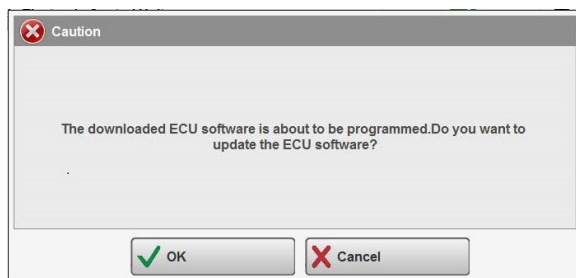 Caution
The downloaded ECU software is about to be programmed.Do you want to
update the ECU software?
OK
Cancel